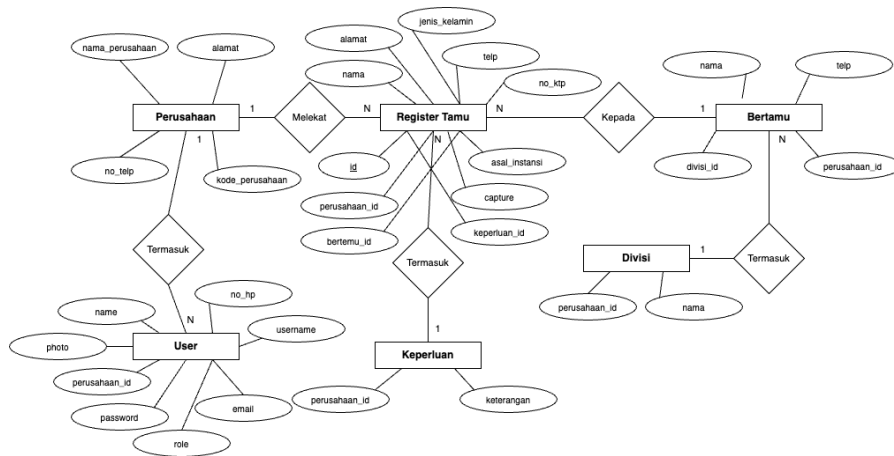 jenis_kelamin
nama_perusahaan
alamat
alamat
telp
nama
telp
nama
no_ktp
Perusahaan
1
Melekat
N
Register Tamu
N
Kepada
1
Bertamu
1
N
N
no_telp
kode_perusahaan
id
asal_instansi
divisi_id
perusahaan_id
perusahaan_id
capture
bertemu_id
keperluan_id
Termasuk
Termasuk
Divisi
1
Termasuk
perusahaan_id
nama
no_hp
name
N
username
1
photo
User
Keperluan
perusahaan_id
email
perusahaan_id
keterangan
password
role